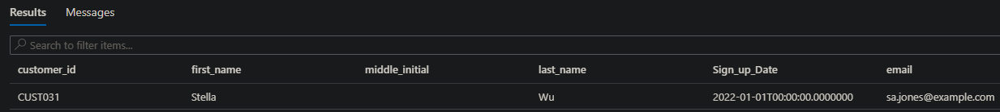 Results Messages
Search to filter items...
customer_id first_name middle_initial last_name Sign_up_Date email
CUST031 Stella Wu 2022-01-01T00:00:00.0000000 sa.jones@example.com